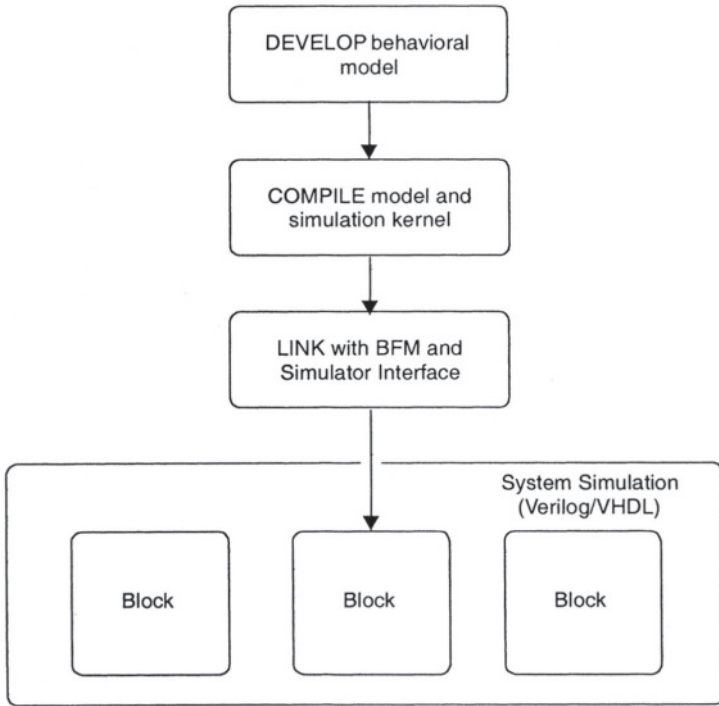 DEVELOP behavioral
model
COMPILE model and
simulation kernel
LINK with BFM and
Simulator Interface
System Simulation
(Verilog/VHDL)
Block
Block
Block